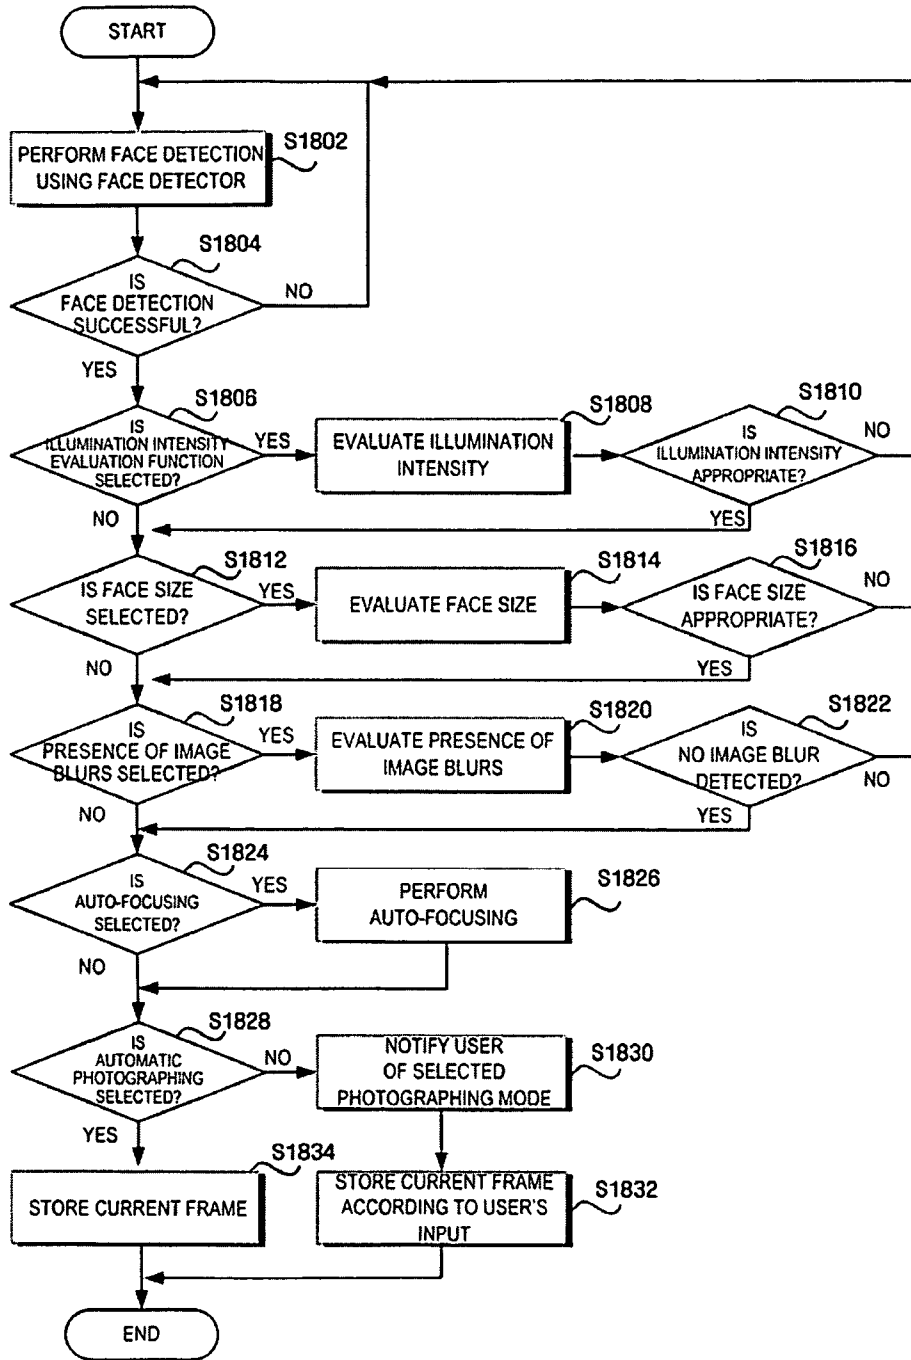 START
S1802
PERFORM FACE DETECTION
USING FACE DETECTOR
S1804
IS
FACE DETECTION
SUCCESSFUL?
NO
YES
S1806
IS
ILLUMINATION INTENSITY
EVALUATION FUNCTION
SELECTED?
YES
NO
S1808
EVALUATE ILLUMINATION
INTENSITY
S1810
IS
ILLUMINATION INTENSITY
APPROPRIATE?
NO
YES
S1812
IS FACE SIZE
SELECTED?
YES
NO
S1814
EVALUATE FACE SIZE
S1816
IS FACE SIZE
APPROPRIATE?
NO
YES
S1818
IS
PRESENCE OF IMAGE
BLURS SELECTED?
YES
NO
S1820
EVALUATE PRESENCE OF
IMAGE BLURS
S1822
IS
NO IMAGE BLUR
DETECTED?
NO
YES
S1824
IS
AUTO-FOCUSING
SELECTED?
YES
NO
S1826
PERFORM
AUTO-FOCUSING
S1828
IS
AUTOMATIC
PHOTOGRAPHING
SELECTED?
NO
YES
S1830
NOTIFY USER
OF SELECTED
PHOTOGRAPHING MODE
S1834
STORE CURRENT FRAME
S1832
STORE CURRENT FRAME
ACCORDING TO USER'S
INPUT
END